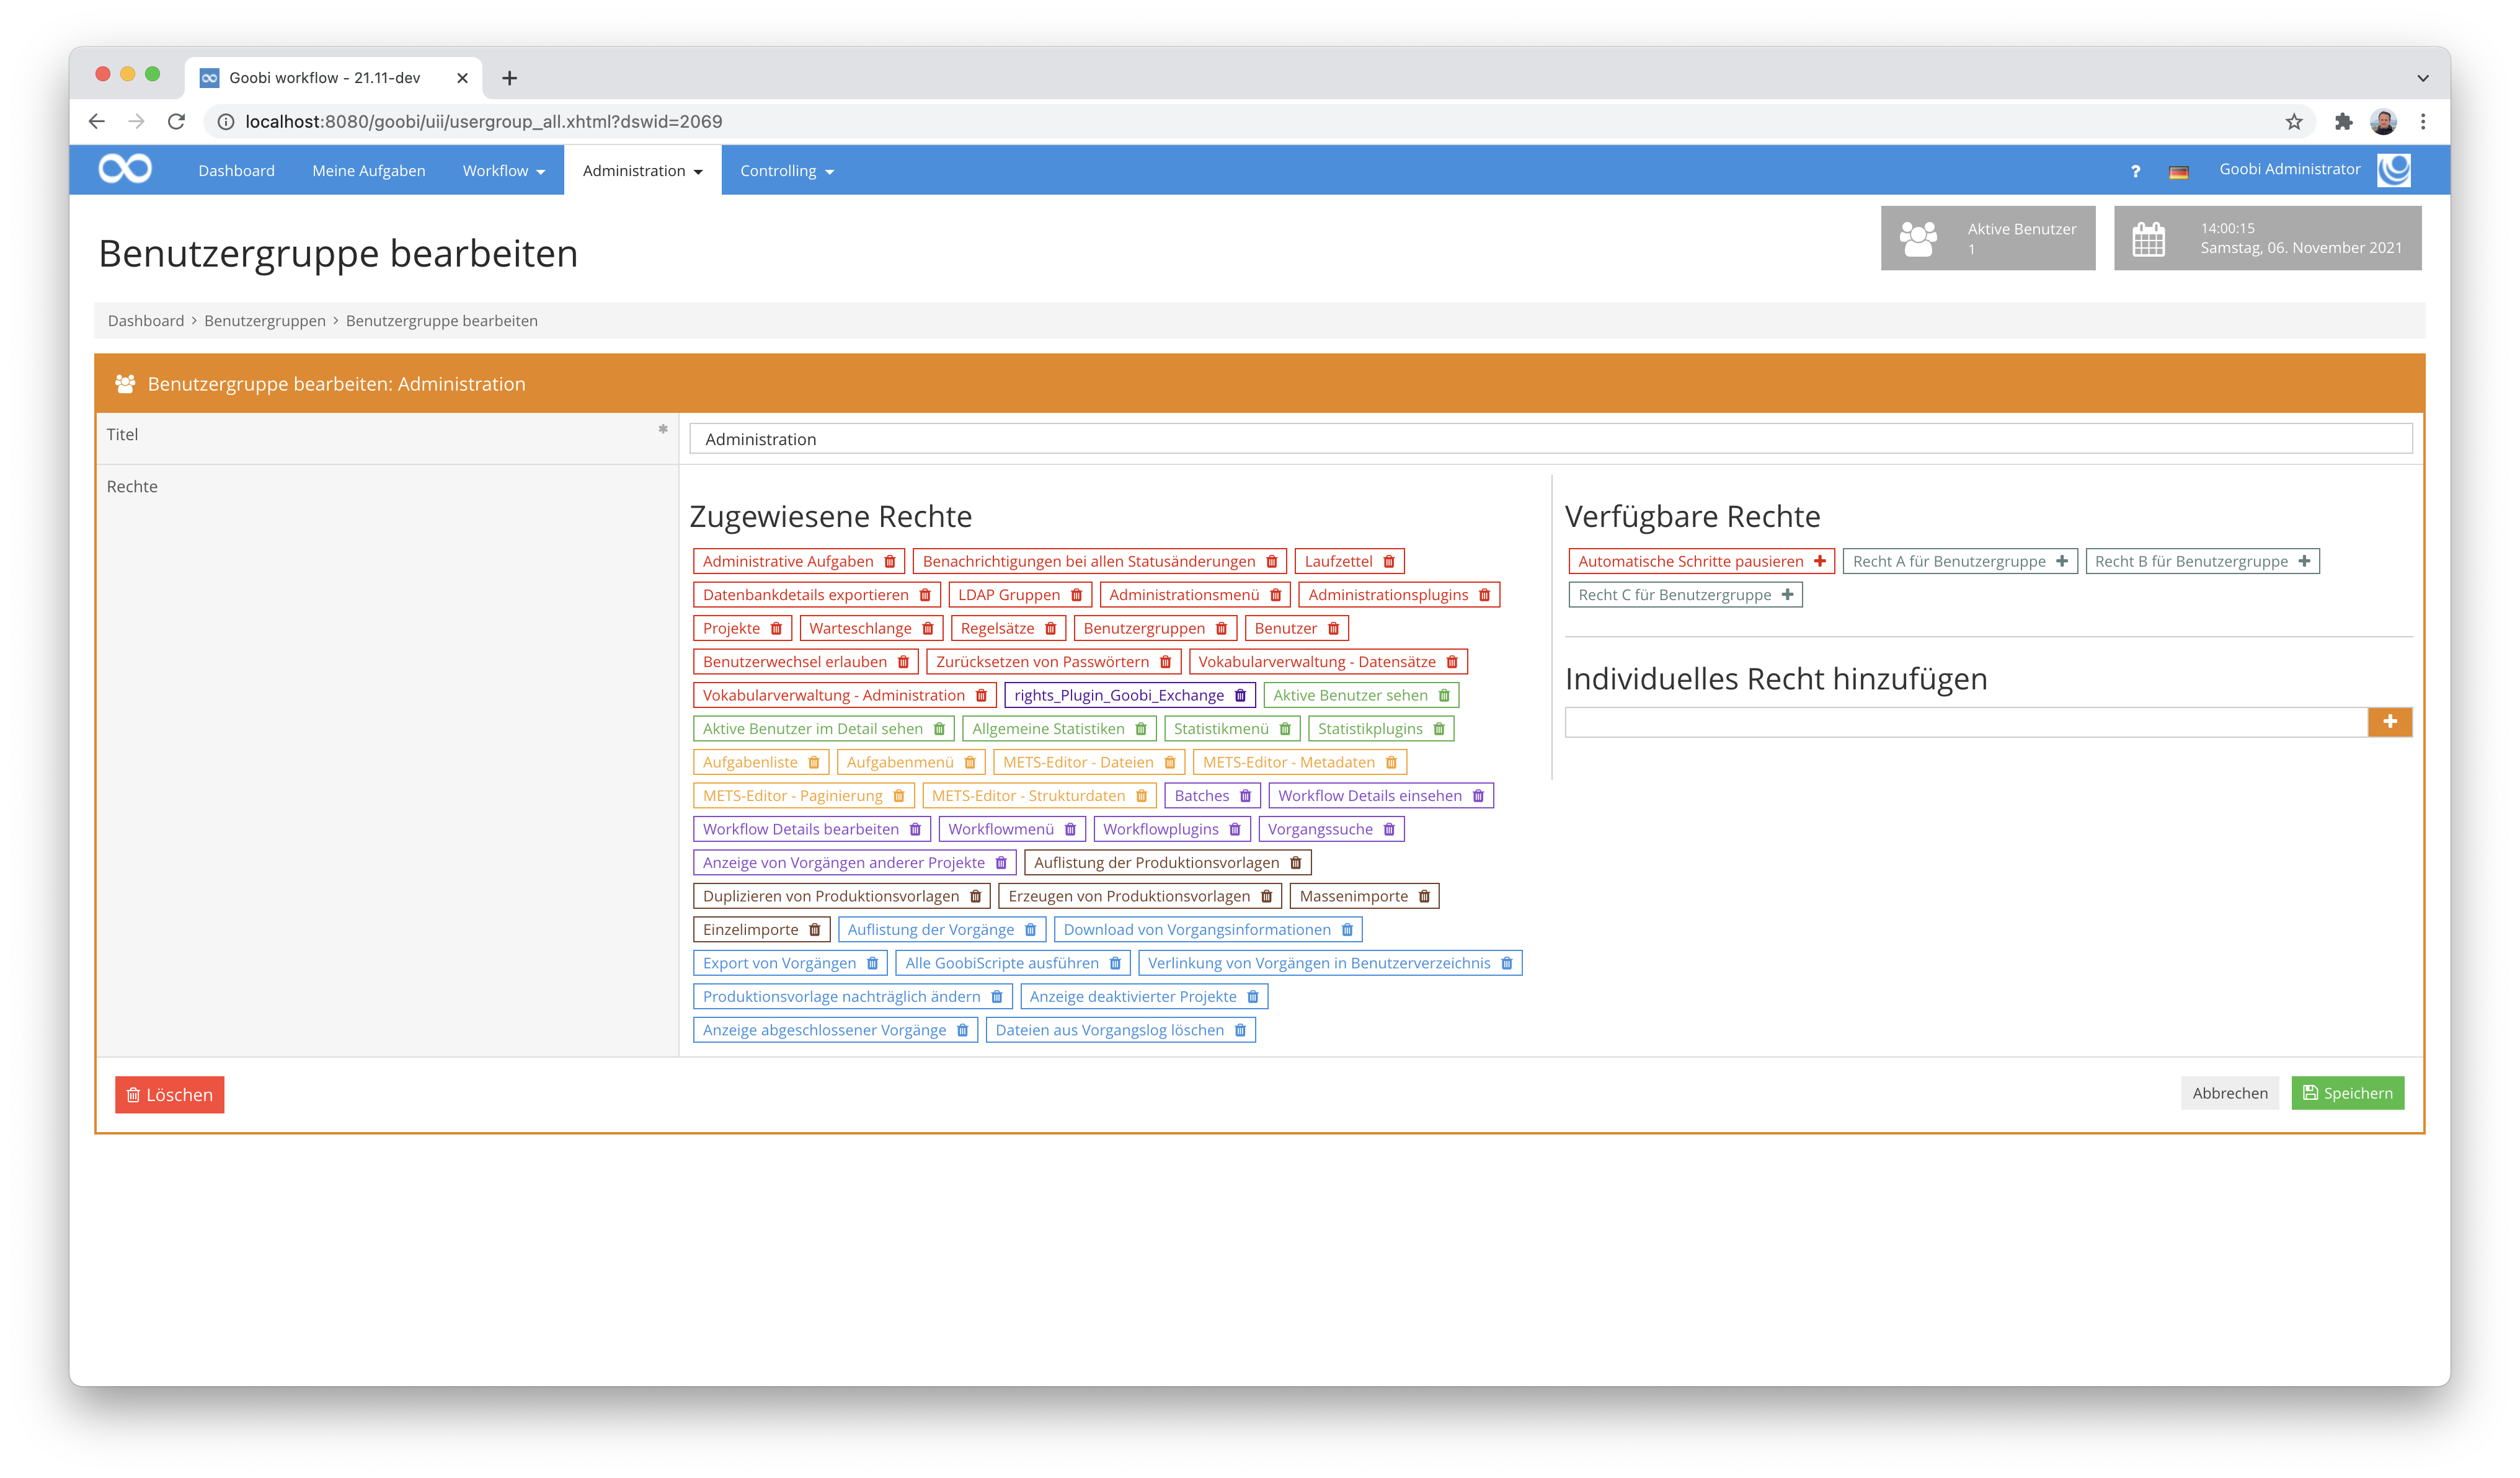 Goobi workflow - 21.11-dev
localhost:8080/goobi/uii/usergroup_all.xhtml?dswid=2069
Dashboard Meine Aufgaben Workflow Administration Controlling ? Goobi Administrator
Benutzergruppe bearbeiten
Aktive Benutzer
1
14:00:15
Samstag, 06. November 2021
Dashboard > Benutzergruppen > Benutzergruppe bearbeiten
Benutzergruppe bearbeiten: Administration
Titel * Administration
Rechte
Zugewiesene Rechte
Administrative Aufgaben Benachrichtigungen bei allen Statusänderungen Laufzettel
Datenbankdetails exportieren LDAP Gruppen Administrationsmenü Administrationsplugins
Projekte Warteschlange Regelsätze Benutzergruppen Benutzer
Benutzerwechsel erlauben Zurücksetzen von Passwörtern Vokabularverwaltung - Datensätze
Vokabularverwaltung - Administration rights_Plugin_Goobi_Exchange Aktive Benutzer sehen
Aktive Benutzer im Detail sehen Allgemeine Statistiken Statistikmenü Statistikplugins
Aufgabenliste Aufgabenmenü METS-Editor - Dateien METS-Editor - Metadaten
METS-Editor - Paginierung METS-Editor - Strukturdaten Batches Workflow Details einsehen
Workflow Details bearbeiten Workflowmenü Workflowplugins Vorgangssuche
Anzeige von Vorgängen anderer Projekte Auflistung der Produktionsvorlagen
Duplizieren von Produktionsvorlagen Erzeugen von Produktionsvorlagen Massenimporte
Einzelimporte Auflistung der Vorgänge Download von Vorgangsinformationen
Export von Vorgängen Alle GoobiScripte ausführen Verlinkung von Vorgängen in Benutzerverzeichnis
Produktionsvorlage nachträglich ändern Anzeige deaktivierter Projekte
Anzeige abgeschlossener Vorgänge Dateien aus Vorgangslog löschen
Verfügbare Rechte
Automatische Schritte pausieren Recht A für Benutzergruppe Recht B für Benutzergruppe
Recht C für Benutzergruppe
Individuelles Recht hinzufügen
Löschen
Abbrechen Speichern